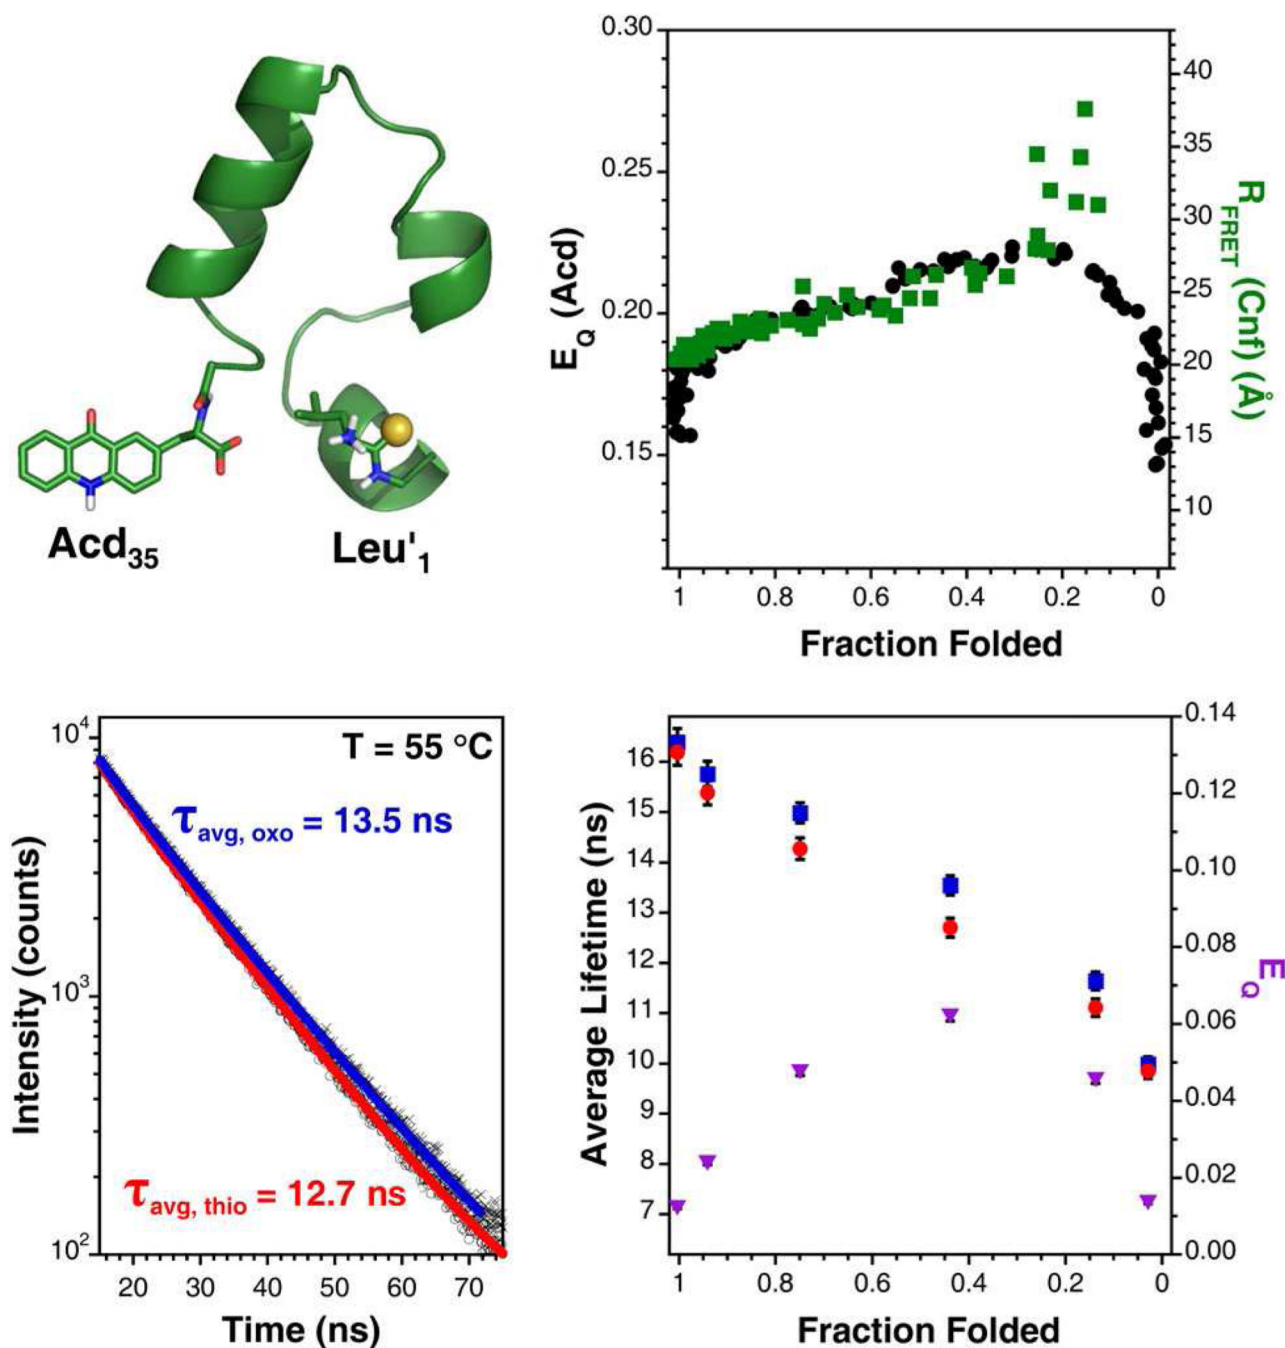 Acd35
Leu'1
0.30
0.25
0.20
0.15
EQ (Acd)
40
35
30
25
20
15
10
RFRET (Cnf) (Å)
1 0.8 0.6 0.4 0.2 0
Fraction Folded
T = 55 °C
τavg, oxo = 13.5 ns
τavg, thio = 12.7 ns
10^4
10^3
10^2
Intensity (counts)
20 30 40 50 60 70
Time (ns)
16
15
14
13
12
11
10
9
8
7
Average Lifetime (ns)
0.14
0.12
0.10
0.08
0.06
0.04
0.02
0.00
EQ
1 0.8 0.6 0.4 0.2 0
Fraction Folded